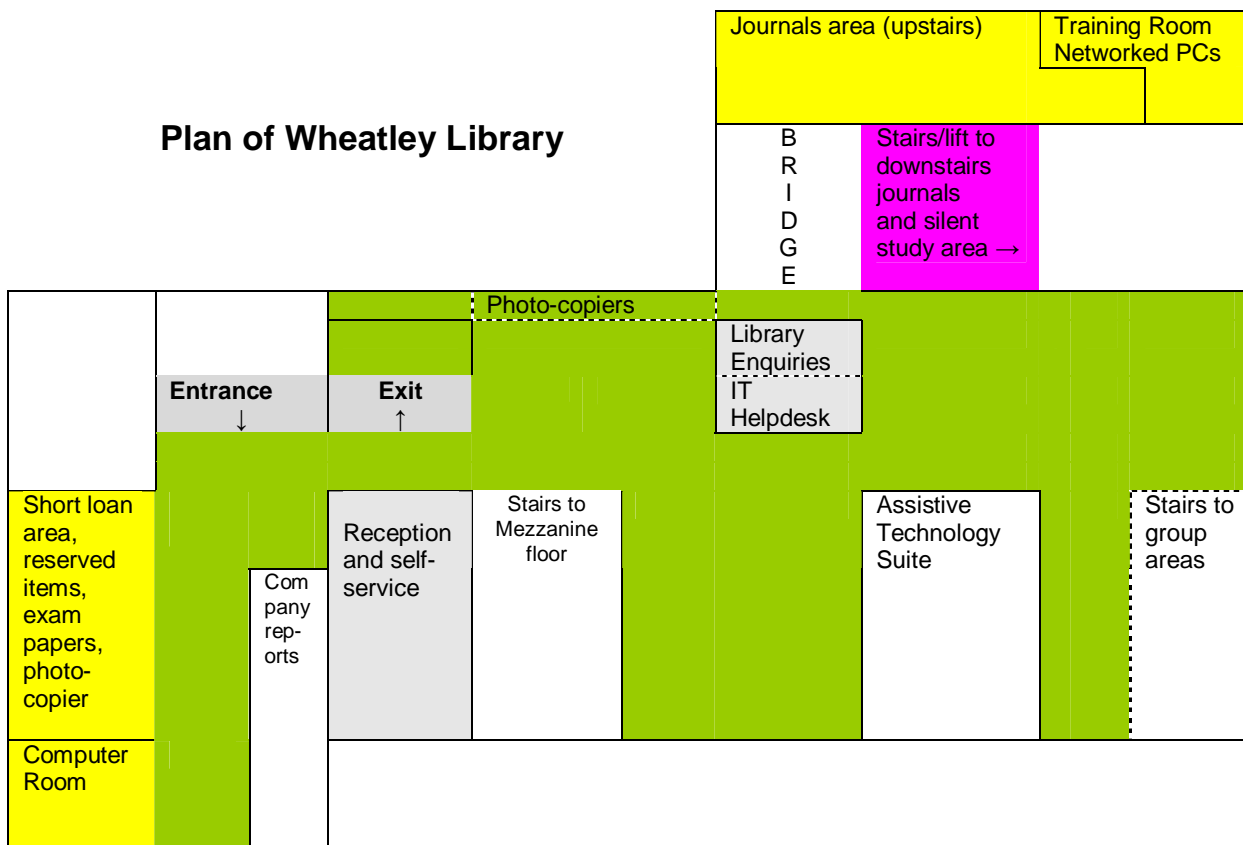 Journals area (upstairs)
Training Room
Networked PCs
Plan of Wheatley Library
B
R
I
D
G
E
Stairs/lift to
downstairs
journals
and silent
study area →
Photo-copiers
Library
Enquiries
IT
Helpdesk
Entrance
↓
Exit
↑
Short loan
area,
reserved
items,
exam
papers,
photo-
copier
Com
pany
rep-
orts
Reception
and self-
service
Stairs to
Mezzanine
floor
Assistive
Technology
Suite
Stairs to
group
areas
Computer
Room